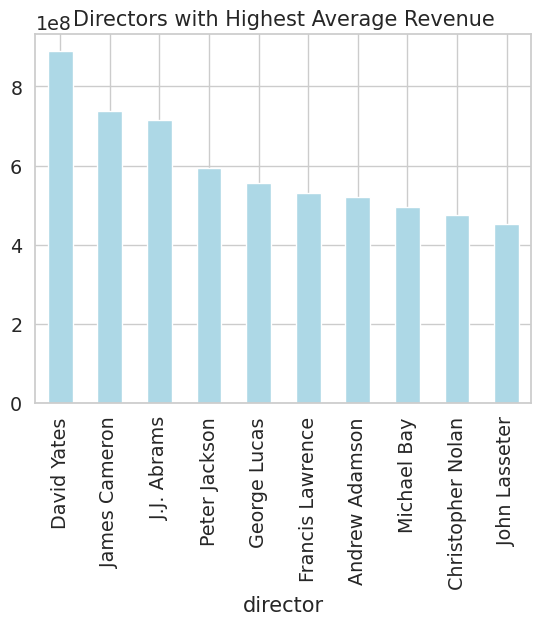 Directors with Highest Average Revenue
1e8
8
6
4
2
0
David Yates
James Cameron
J.J. Abrams
Peter Jackson
George Lucas
Francis Lawrence
Andrew Adamson
Michael Bay
Christopher Nolan
John Lasseter
director